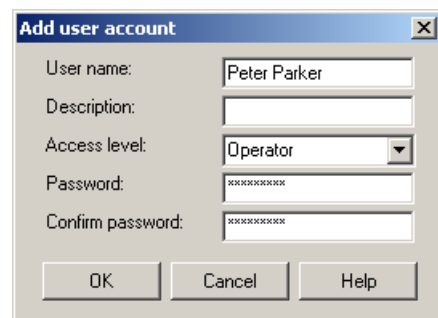 Add user account
User name: Peter Parker
Description:
Access level: Operator
Password: *********
Confirm password: *********
OK Cancel Help